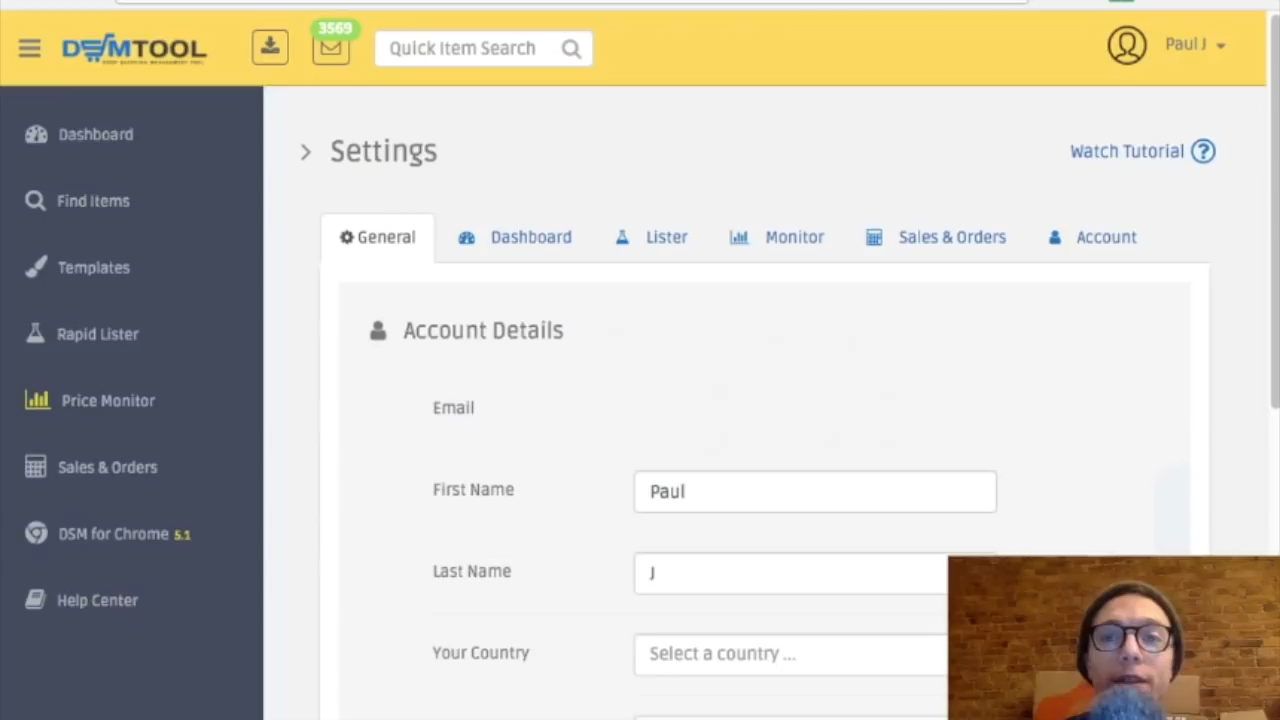 3569
DSMTOOL
Quick Item Search
Paul J
Dashboard
Find Items
Templates
Rapid Lister
Price Monitor
Sales & Orders
DSM for Chrome 5.1
Help Center
Settings
Watch Tutorial ?
General
Dashboard
Lister
Monitor
Sales & Orders
Account
Account Details
Email
First Name
Paul
Last Name
J
Your Country
Select a country ...